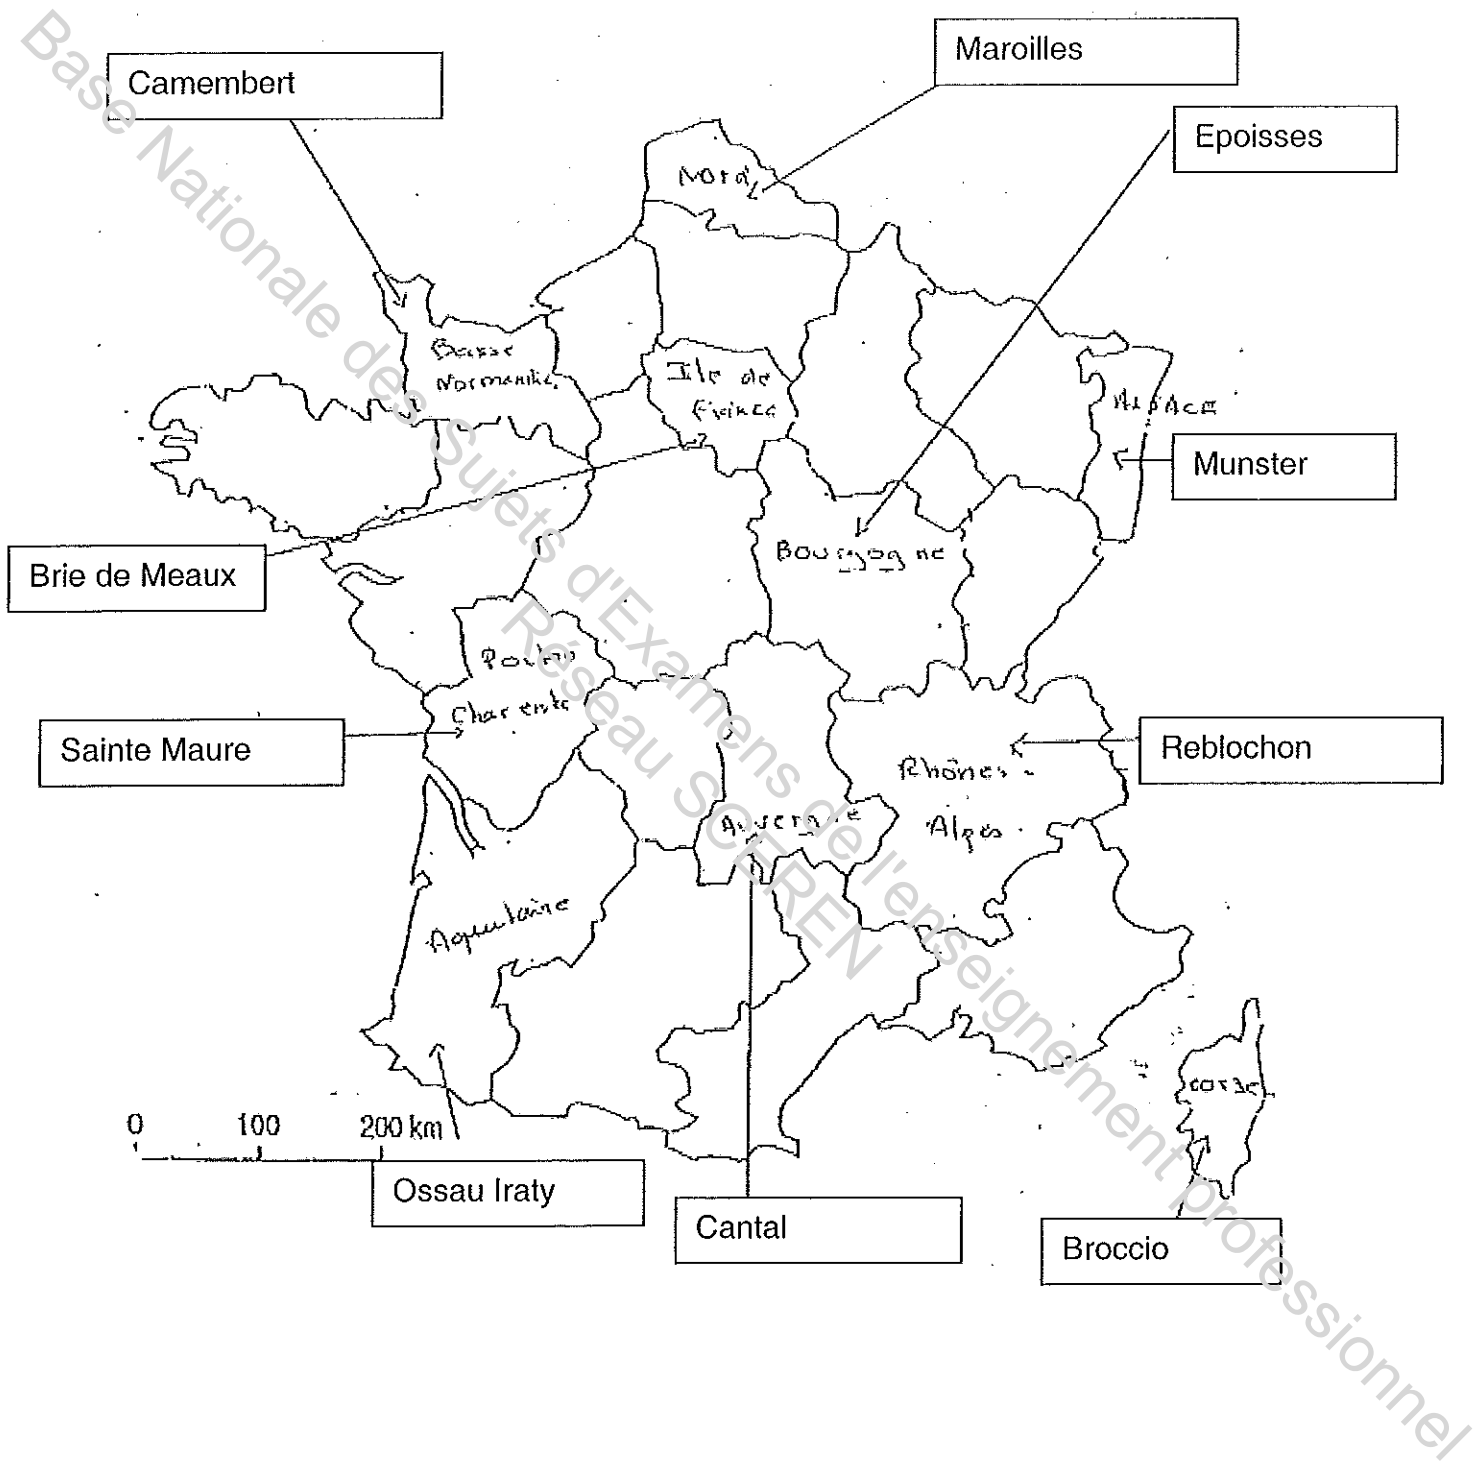 Maroilles
Camembert
Epoisses
Nord
Basse
Normandie
Ile de
France
ALSACE
Munster
Brie de Meaux
Bourgogne
Poitou
Charente
Sainte Maure
Reblochon
Rhônes-
Alpes
Auvergne
Aquitaine
corse
0 100 200 km
Ossau Iraty
Cantal
Broccio
Base Nationale des Sujets d'Examens de l'enseignement professionnel
Réseau SCEREN